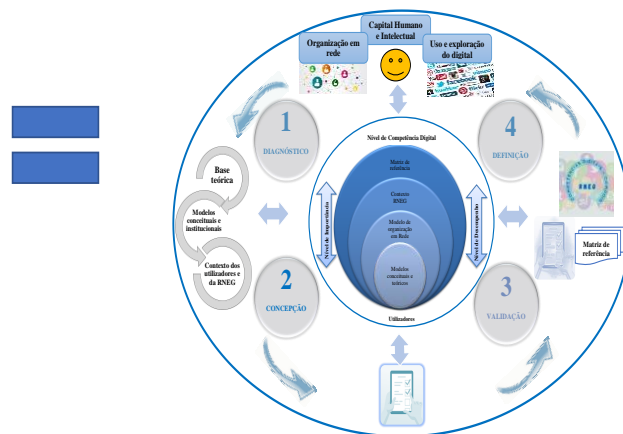 Capital Humano
e Intelectual
Organização em
rede
Uso e exploração
do digital
facebook
1
DIAGNÓSTICO
4
DEFINIÇÃO
Nível de Competência Digital
Matriz de
referência
Contexto
RNEG
Modelo de
organização
em Rede
Modelos
conceituais e
teóricos
Utilizadores
Nível de Importância
Nível de Desempenho
Base
teórica
Modelos
conceituais e
institucionais
Contexto dos
utilizadores e
da RNEG
2
CONCEPÇÃO
3
VALIDAÇÃO
RNEG
Matriz de
referência